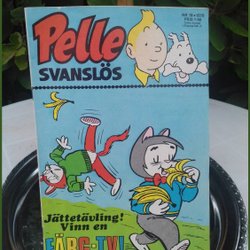 Pelle
SVANSLÖS
Jättetävling!
Vinn en
FÄRG-TV!